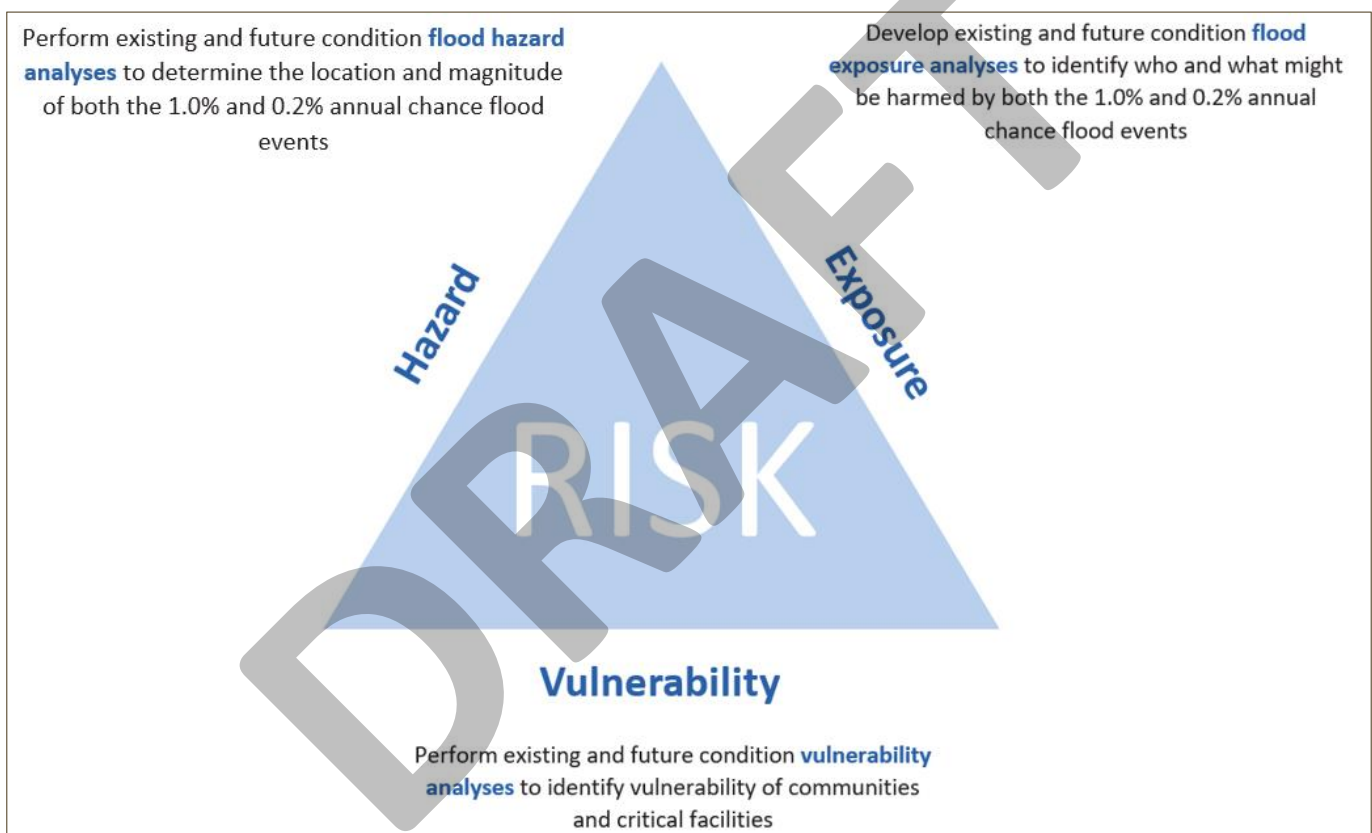 Perform existing and future condition flood hazard
analyses to determine the location and magnitude
of both the 1.0% and 0.2% annual chance flood
events
Develop existing and future condition flood
exposure analyses to identify who and what might
be harmed by both the 1.0% and 0.2% annual
chance flood events
Hazard
Exposure
RISK
DRAFT
Vulnerability
Perform existing and future condition vulnerability
analyses to identify vulnerability of communities
and critical facilities